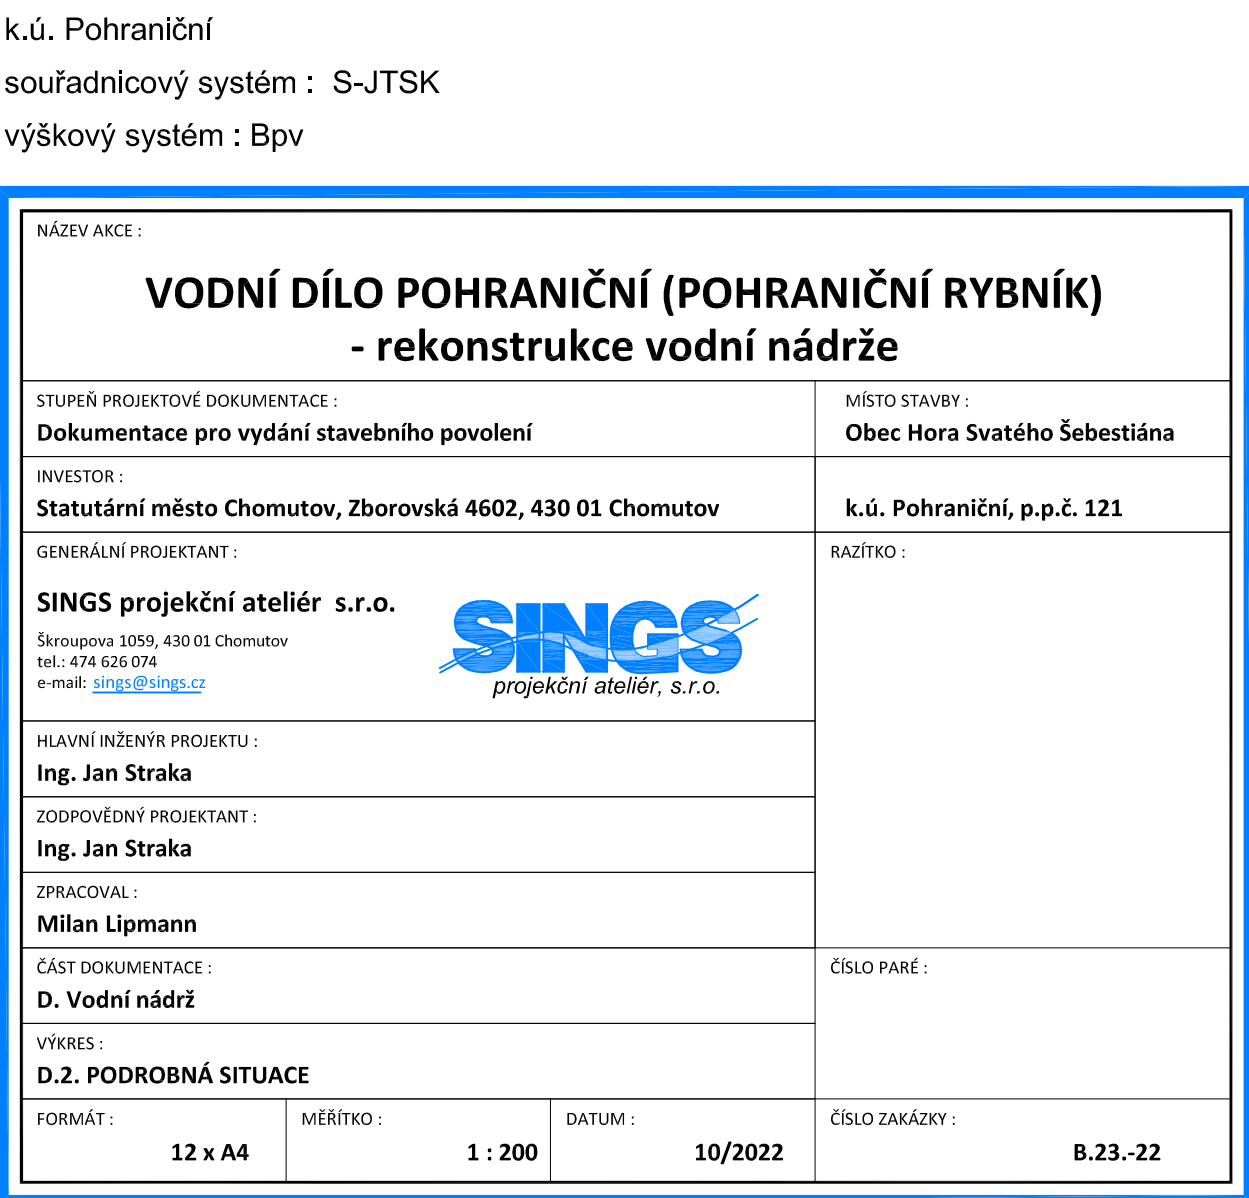 k.ú. Pohraniční
souřadnicový systém :  S-JTSK
výškový systém : Bpv
NÁZEV AKCE :
VODNÍ DÍLO POHRANIČNÍ (POHRANIČNÍ RYBNÍK)
- rekonstrukce vodní nádrže
STUPEŇ PROJEKTOVÉ DOKUMENTACE :
Dokumentace pro vydání stavebního povolení
MÍSTO STAVBY :
Obec Hora Svatého Šebestiána
INVESTOR :
Statutární město Chomutov, Zborovská 4602, 430 01 Chomutov
k.ú. Pohraniční, p.p.č. 121
GENERÁLNÍ PROJEKTANT :
SINGS projekční ateliér  s.r.o.
Škroupova 1059, 430 01 Chomutov
tel.: 474 626 074
e-mail: sings@sings.cz
SINGS
projekční ateliér, s.r.o.
RAZÍTKO :
HLAVNÍ INŽENÝR PROJEKTU :
Ing. Jan Straka
ZODPOVĚDNÝ PROJEKTANT :
Ing. Jan Straka
ZPRACOVAL :
Milan Lipmann
ČÁST DOKUMENTACE :
D. Vodní nádrž
ČÍSLO PARÉ :
VÝKRES :
D.2. PODROBNÁ SITUACE
FORMÁT :
12 x A4
MĚŘÍTKO :
1 : 200
DATUM :
10/2022
ČÍSLO ZAKÁZKY :
B.23.-22